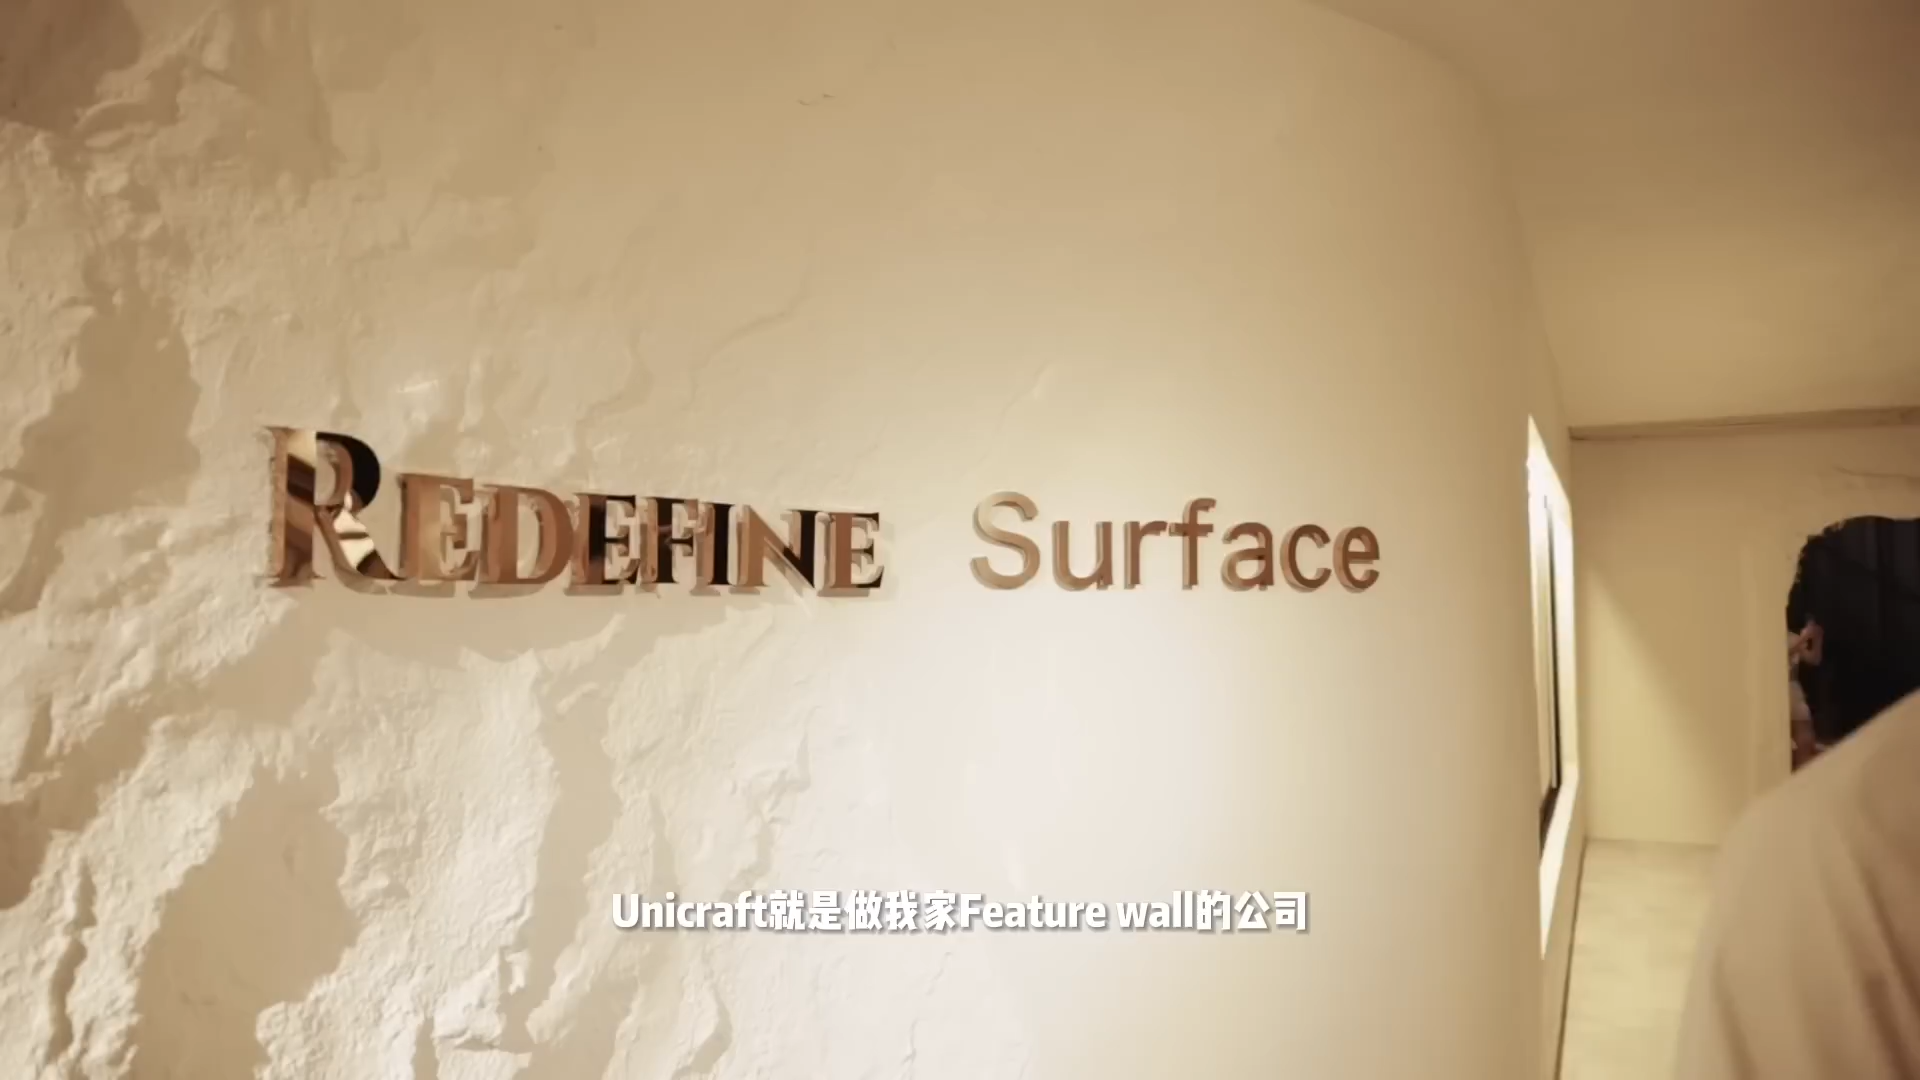 REDEFINE Surface
Unicraft就是做我家Feature wall的公司